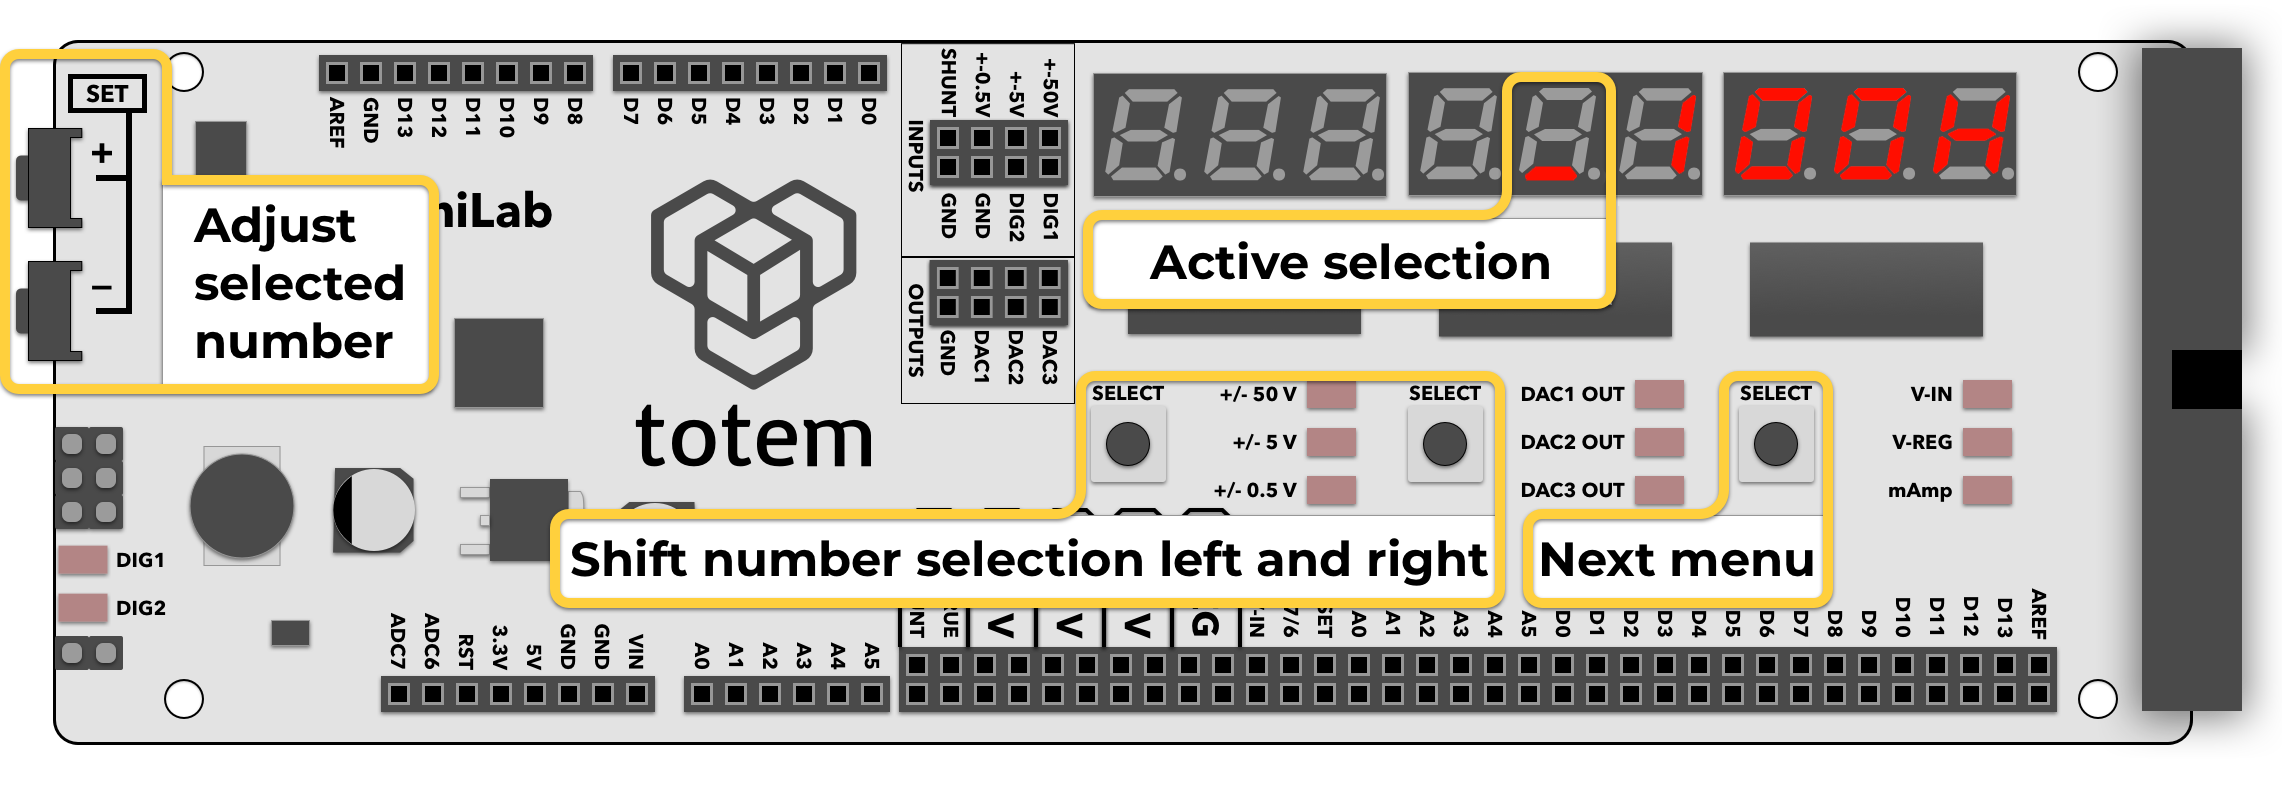 SET
+
−
Adjust
selected
number
AREF GND D13 D12 D11 D10 D9 D8
D7 D6 D5 D4 D3 D2 D1 D0
SHUNT +-0.5V +-5V +-50V
INPUTS
GND GND DIG2 DIG1
OUTPUTS
GND DAC1 DAC2 DAC3
niLab
totem
_1 00H
Active selection
SELECT
+/- 50 V
+/- 5 V
+/- 0.5 V
SELECT
DAC1 OUT
DAC2 OUT
DAC3 OUT
SELECT
V-IN
V-REG
mAmp
Shift number selection left and right
Next menu
DIG1
DIG2
ADC7 ADC6 RST 3.3V 5V GND GND VIN
A0 A1 A2 A3 A4 A5
NT RUE V V V G -IN 7/6 SET A0 A1 A2 A3 A4 A5 D0 D1 D2 D3 D4 D5 D6 D7 D8 D9 D10 D11 D12 D13 AREF